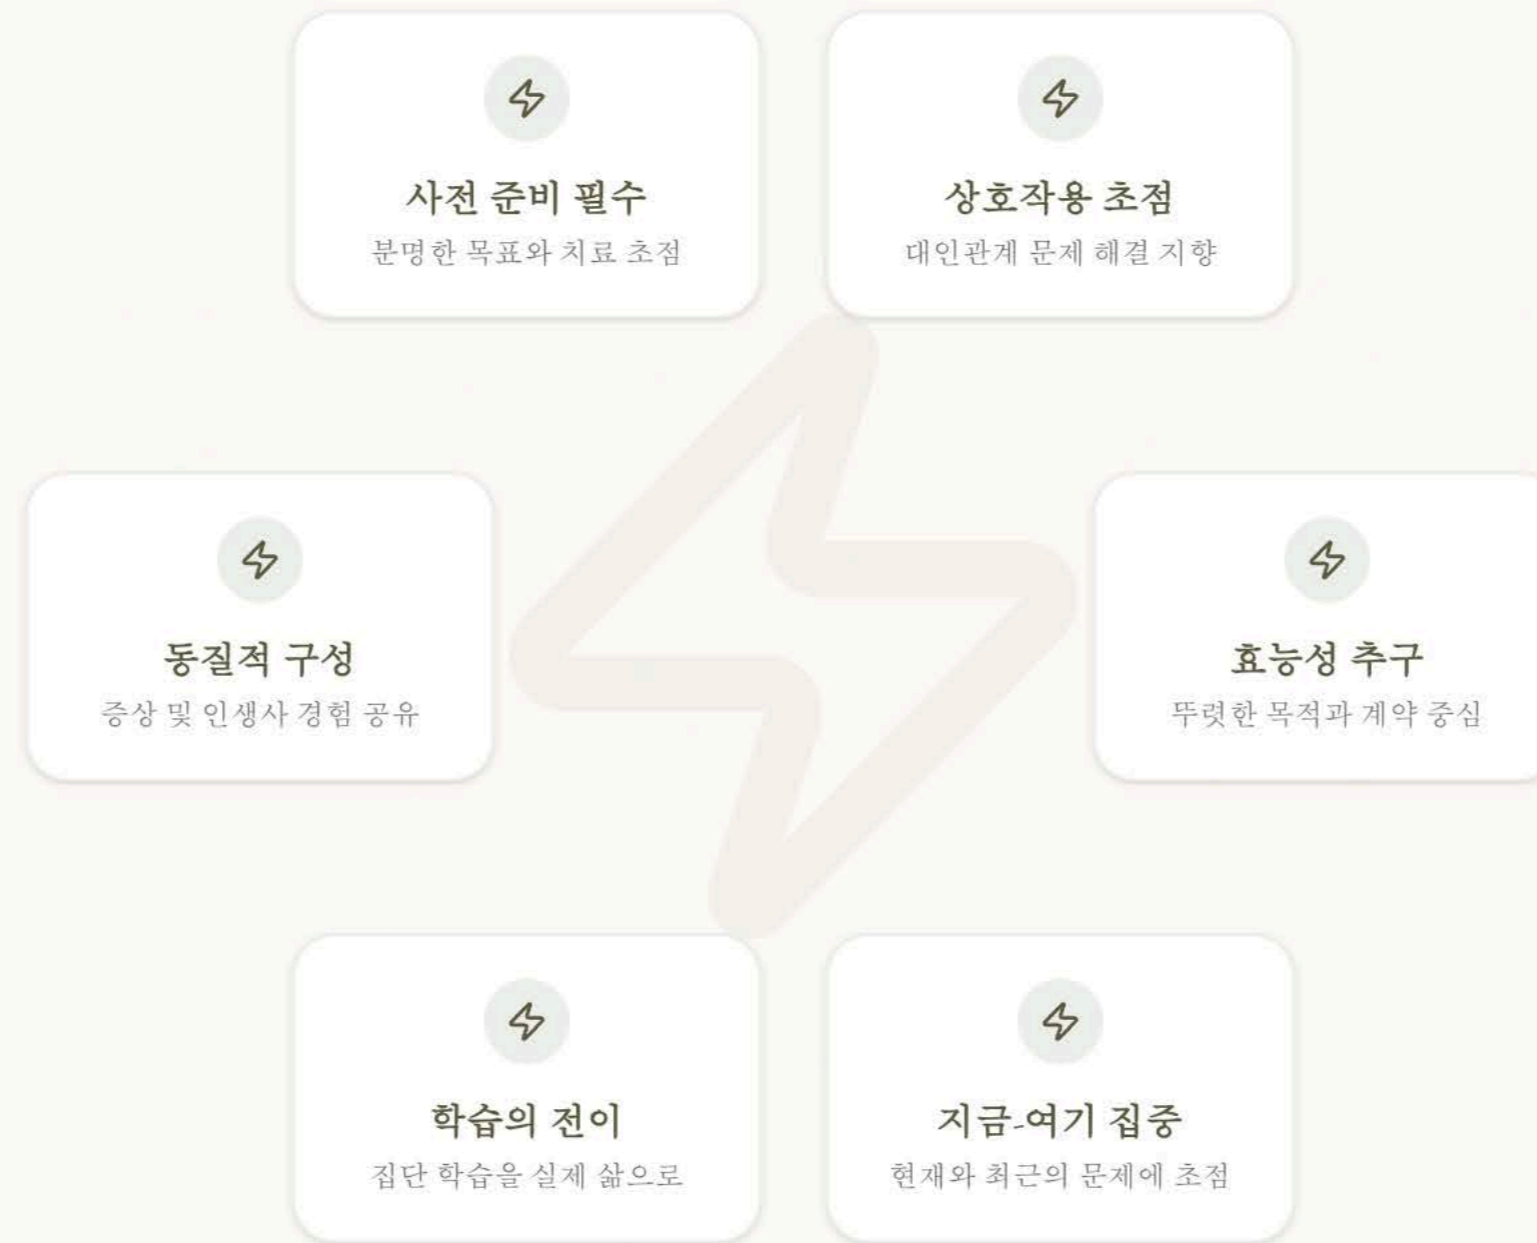 사전 준비 필수
분명한 목표와 치료 초점
상호작용 초점
대인관계 문제 해결 지향
동질적 구성
증상 및 인생사 경험 공유
효능성 추구
뚜렷한 목적과 계약 중심
학습의 전이
집단 학습을 실제 삶으로
지금-여기 집중
현재와 최근의 문제에 초점